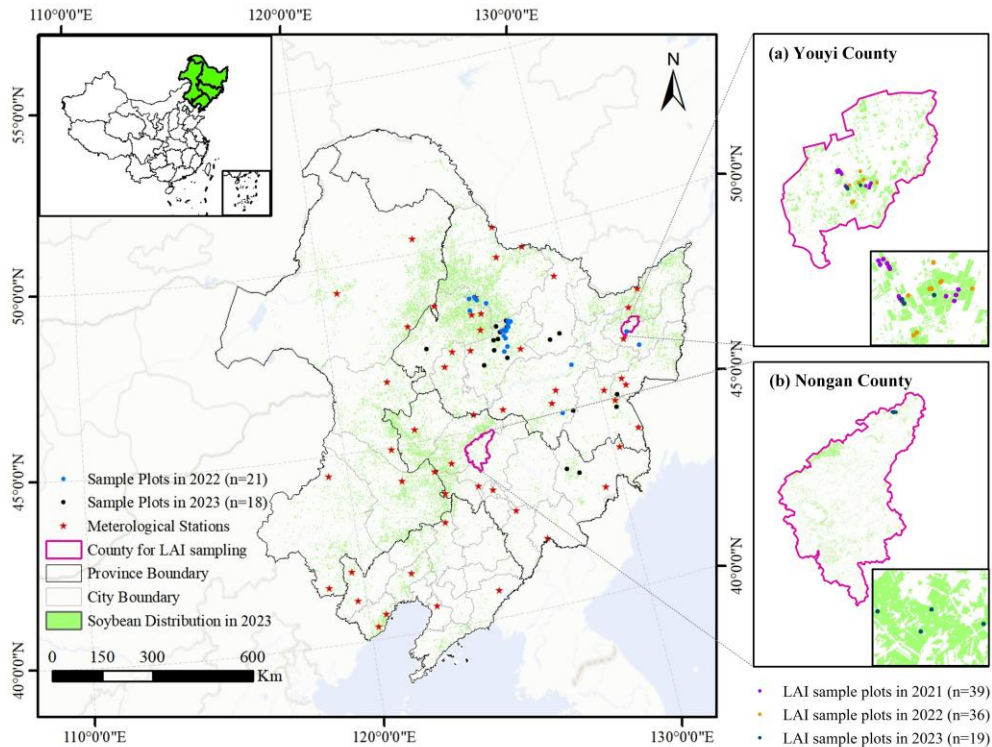 110°0'0"E
120°0'0"E
130°0'0"E
55°0'0"N
50°0'0"N
45°0'0"N
40°0'0"N
50°0'0"N
45°0'0"N
40°0'0"N
N
Sample Plots in 2022 (n=21)
Sample Plots in 2023 (n=18)
Meterological Stations
County for LAI sampling
Province Boundary
City Boundary
Soybean Distribution in 2023
0 150 300 600
Km
110°0'0"E
120°0'0"E
130°0'0"E
(a) Youyi County
(b) Nongan County
LAI sample plots in 2021 (n=39)
LAI sample plots in 2022 (n=36)
LAI sample plots in 2023 (n=19)